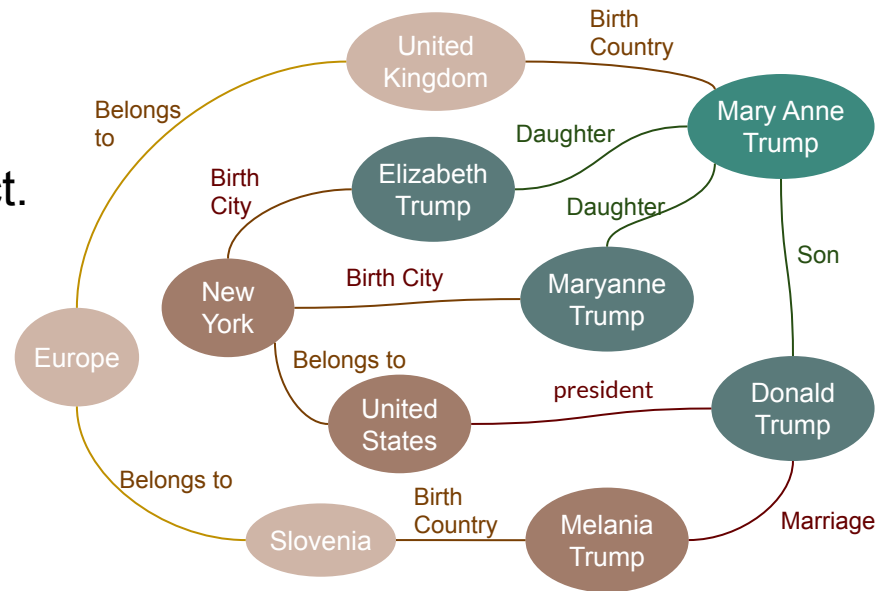 United
Kingdom
Birth
Country
Mary Anne
Trump
Belongs
to
Daughter
ct.
Birth
City
Elizabeth
Trump
Daughter
Son
New
York
Birth City
Maryanne
Trump
Europe
Belongs to
United
States
president
Donald
Trump
Belongs to
Slovenia
Birth
Country
Melania
Trump
Marriage